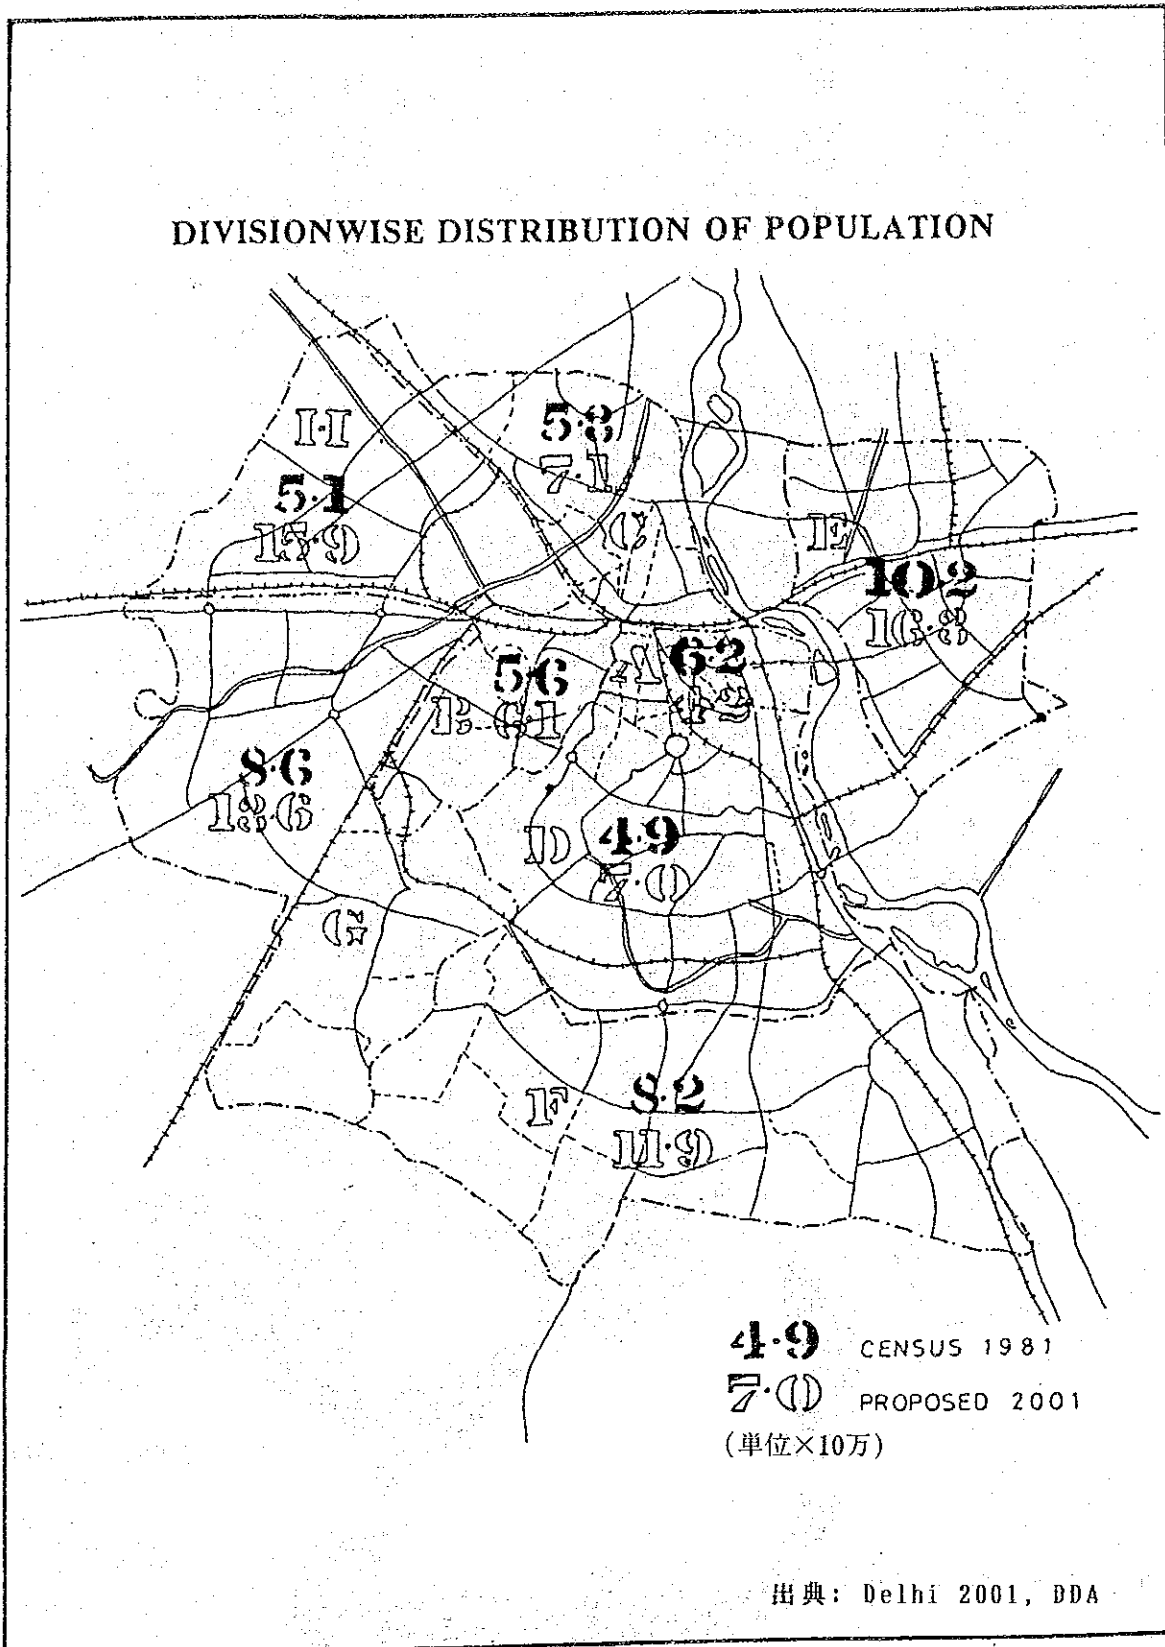 DIVISIONWISE DISTRIBUTION OF POPULATION
H
5·1
15·9
5·8
7·1
C
E
10·2
16·8
A
6·2
5·6
B 6·1
8·6
13·6
D
4·9
7·0
G
F
8·2
11·9
4·9 CENSUS 1981
7·0 PROPOSED 2001
(単位×10万)
出典: Delhi 2001, DDA